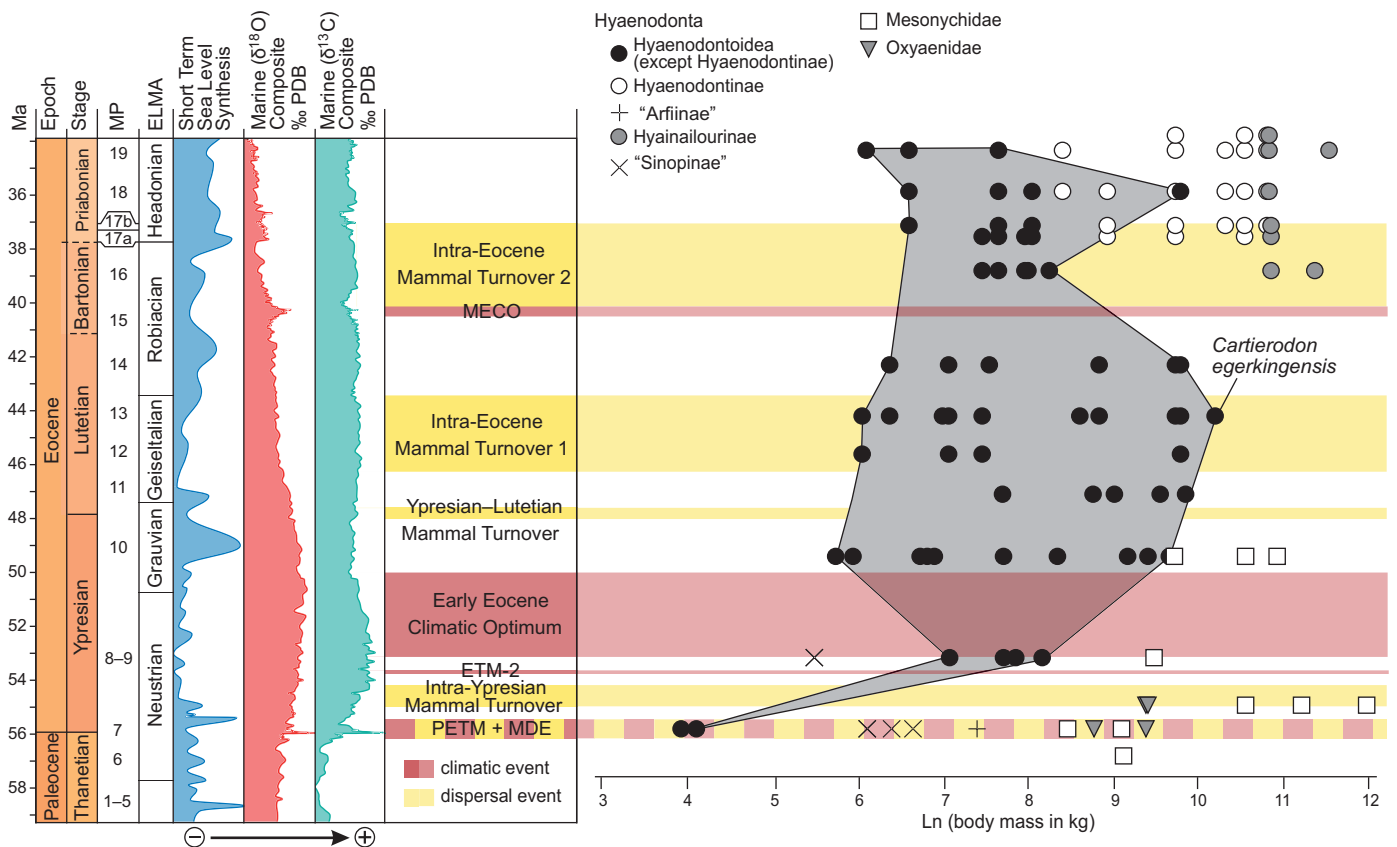 Ma
Epoch
Stage
MP
ELMA
Short Term
Sea Level
Synthesis
Marine (δ18O)
Composite
‰ PDB
Marine (δ13C)
Composite
‰ PDB
36
38
40
42
44
46
48
50
52
54
56
58
Eocene
Paleocene
Priabonian
Bartonian
Lutetian
Ypresian
Thanetian
19
18
17b
17a
16
15
14
13
12
11
10
8–9
7
6
1–5
Headonian
Robiacian
Geiseltalian
Grauvian
Neustrian
− +
Intra-Eocene
Mammal Turnover 2
MECO
Intra-Eocene
Mammal Turnover 1
Ypresian–Lutetian
Mammal Turnover
Early Eocene
Climatic Optimum
ETM-2
Intra-Ypresian
Mammal Turnover
PETM + MDE
climatic event
dispersal event
Hyaenodonta
Hyaenodontoidea
(except Hyaenodontinae)
Hyaenodontinae
“Arfiinae”
Hyainailourinae
“Sinopinae”
Mesonychidae
Oxyaenidae
Cartierodon
egerkingensis
3 4 5 6 7 8 9 10 11 12
Ln (body mass in kg)